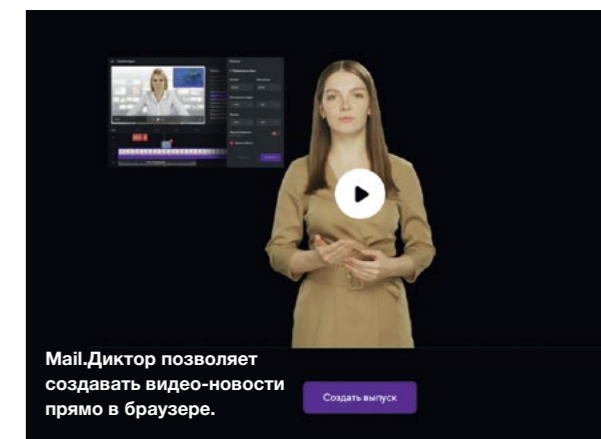 Mail.Диктор позволяет
создавать видео-новости
прямо в браузере.
Создать выпуск